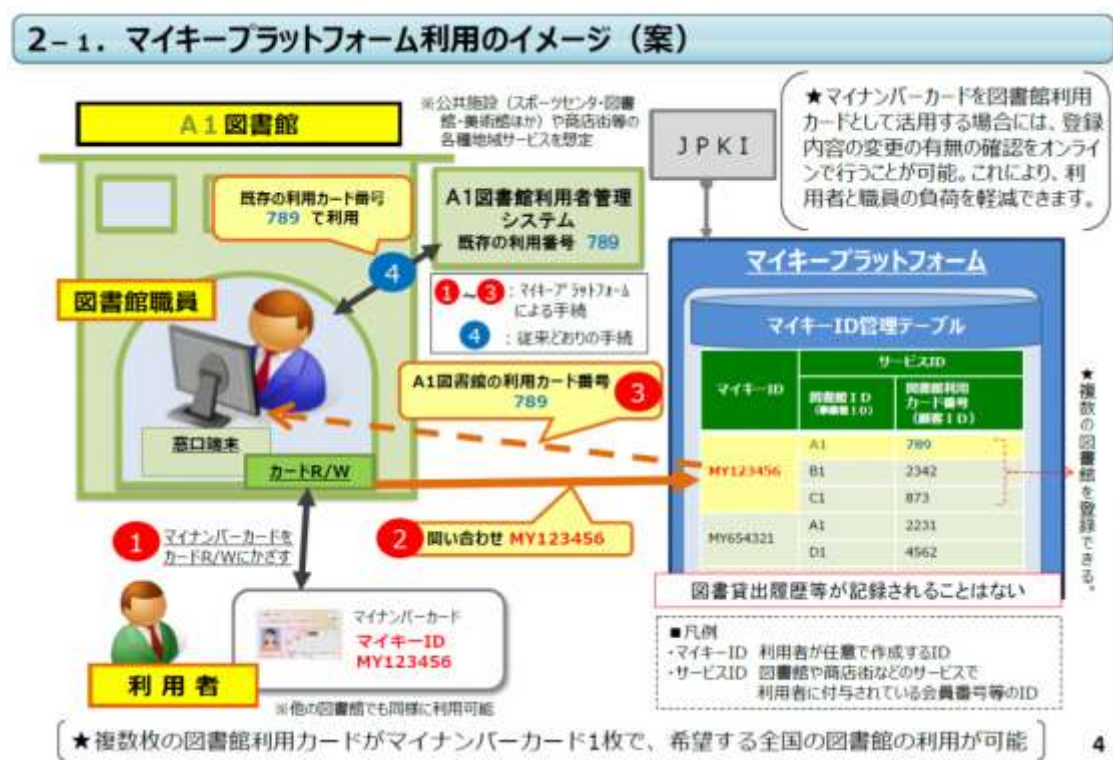 2-1. マイキープラットフォーム利用のイメージ（案）
A1図書館
※公共施設（スポーツセンタ・図書
館・美術館ほか）や商店街等の
各種地域サービスを想定
JPKI
★マイナンバーカードを図書館利用
カードとして活用する場合には、登録
内容の変更の有無の確認をオンライ
ンで行うことが可能。これにより、利
用者と職員の負荷を軽減できます。
既存の利用カード番号
789 で利用
A1図書館利用者管理
システム
既存の利用番号 789
4
図書館職員
1～3：マイキープラットフォーム
による手続
4：従来どおりの手続
マイキープラットフォーム
マイキーID管理テーブル
マイキーID
サービスID
図書館ID
（事業者ID）
図書館利用
カード番号
（顧客ID）
MY123456
A1 789
B1 2342
C1 873
MY654321
A1 2231
D1 4562
★複数の図書館を登録できる。
A1図書館の利用カード番号
789
3
窓口端末
カードR/W
1
マイナンバーカードを
カードR/Wにかざす
2
問い合わせ MY123456
図書貸出履歴等が記録されることはない
マイナンバーカード
マイキーID
MY123456
利用者
※他の図書館でも同様に利用可能
■凡例
・マイキーID 利用者が任意で作成するID
・サービスID 図書館や商店街などのサービスで
利用者に付与されている会員番号等のID
★複数枚の図書館利用カードがマイナンバーカード1枚で、希望する全国の図書館の利用が可能
4